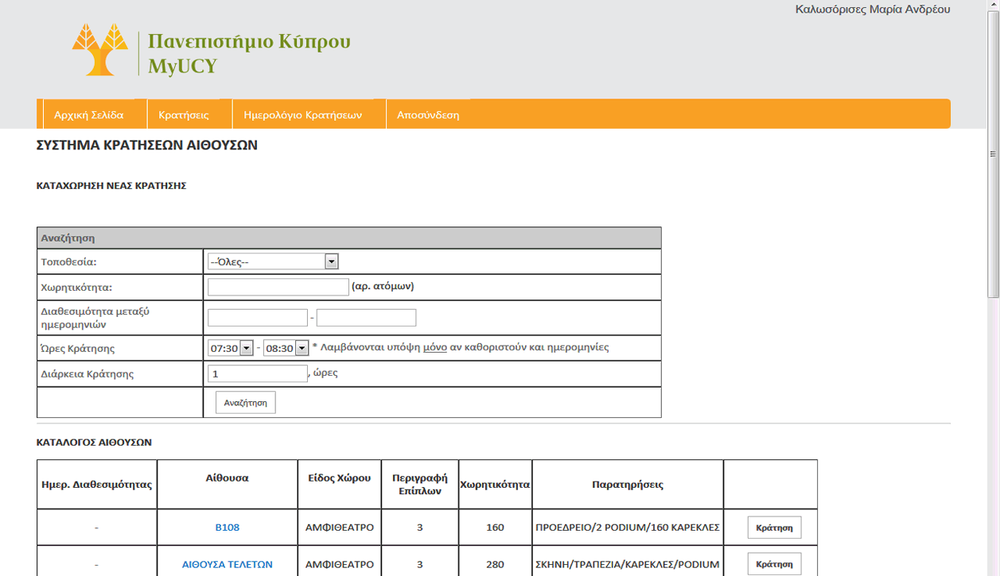 Καλωσόρισες Μαρία Ανδρέου
Πανεπιστήμιο Κύπρου
MyUCY
Αρχική Σελίδα Κρατήσεις Ημερολόγιο Κρατήσεων Αποσύνδεση
ΣΥΣΤΗΜΑ ΚΡΑΤΗΣΕΩΝ ΑΙΘΟΥΣΩΝ
ΚΑΤΑΧΩΡΗΣΗ ΝΕΑΣ ΚΡΑΤΗΣΗΣ
Αναζήτηση
Τοποθεσία: --Όλες--
Χωρητικότητα: (αρ. ατόμων)
Διαθεσιμότητα μεταξύ
ημερομηνιών -
Ώρες Κράτησης 07:30 - 08:30 * Λαμβάνονται υπόψη μόνο αν καθοριστούν και ημερομηνίες
Διάρκεια Κράτησης 1 , ώρες
Αναζήτηση
ΚΑΤΑΛΟΓΟΣ ΑΙΘΟΥΣΩΝ
Ημερ. Διαθεσιμότητας Αίθουσα Είδος Χώρου Περιγραφή Επίπλων Χωρητικότητα Παρατηρήσεις
- B108 ΑΜΦΙΘΕΑΤΡΟ 3 160 ΠΡΟΕΔΡΕΙΟ/2 PODIUM/160 ΚΑΡΕΚΛΕΣ Κράτηση
- ΑΙΘΟΥΣΑ ΤΕΛΕΤΩΝ ΑΜΦΙΘΕΑΤΡΟ 3 280 ΣΚΗΝΗ/ΤΡΑΠΕΖΙΑ/ΚΑΡΕΚΛΕΣ/PODIUM Κράτηση